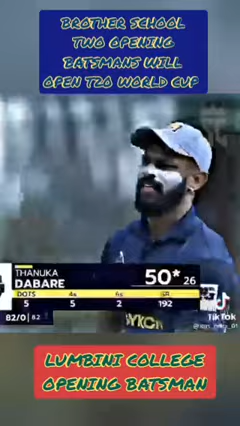 BROTHER SCHOOL
TWO OPENING
BATSMANS WILL
OPEN T20 WORLD CUP
THANUKA
DABARE
50* 26
DOTS 4s 6s SR
5 5 2 192
82/0 82
TikTok
LUMBINI COLLEGE
OPENING BATSMAN